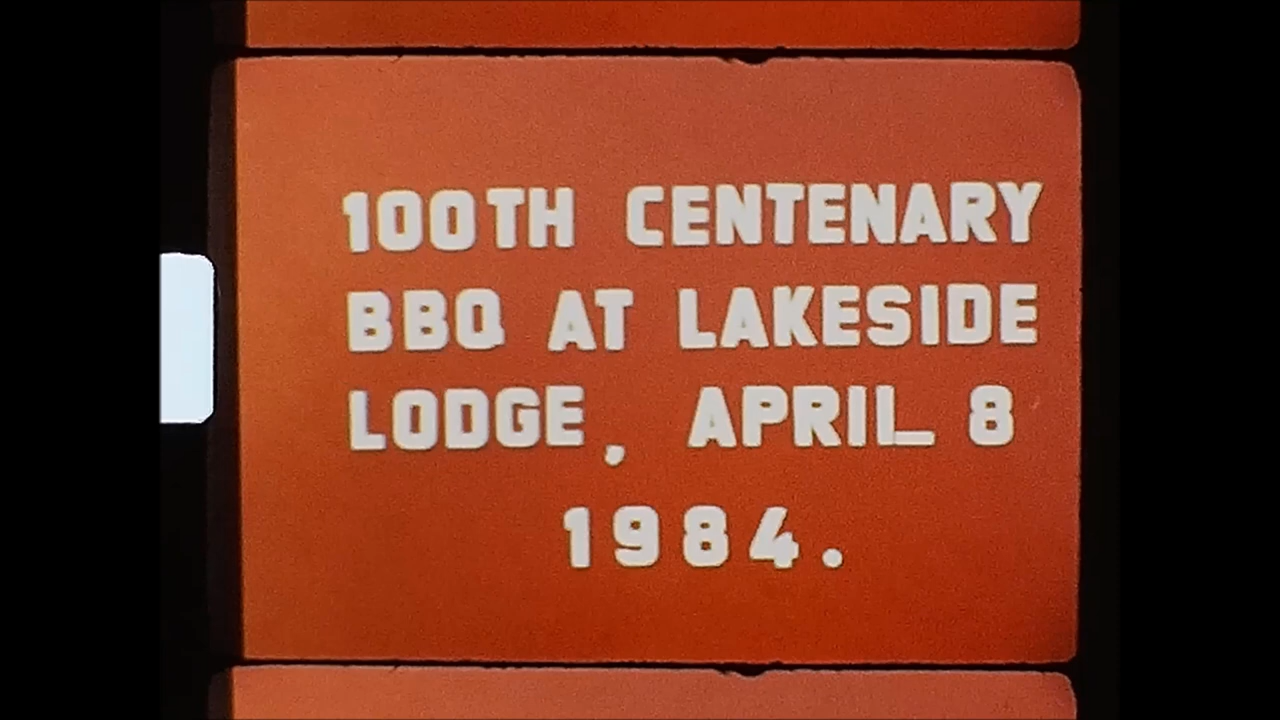 100TH CENTENARY
BBQ AT LAKESIDE
LODGE, APRIL 8
1984.